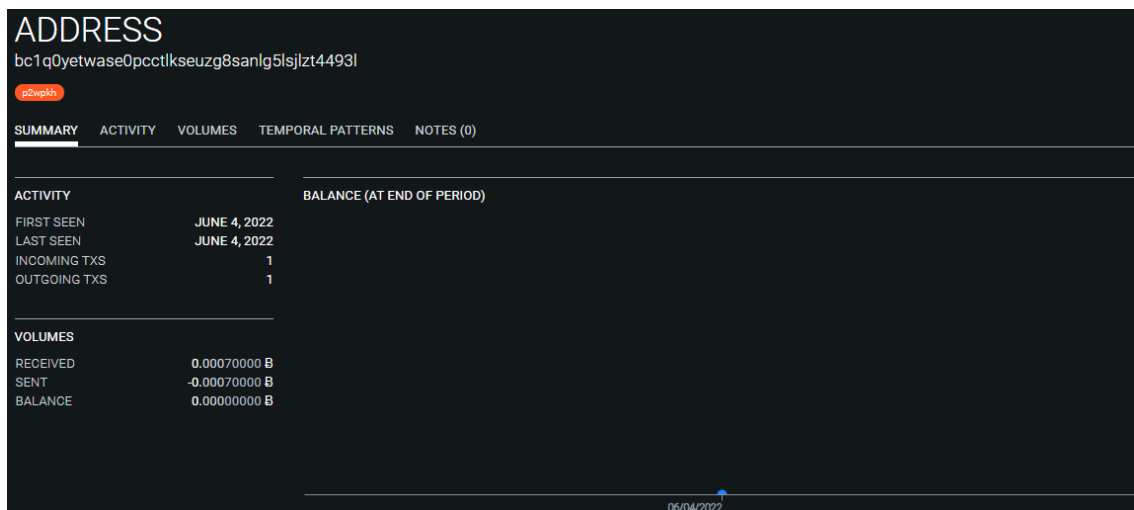 ADDRESS
bc1q0yetwase0pcctlkseuzg8sanlg5lsjlzt4493l
p2wpkh
SUMMARY ACTIVITY VOLUMES TEMPORAL PATTERNS NOTES (0)
ACTIVITY
FIRST SEEN JUNE 4, 2022
LAST SEEN JUNE 4, 2022
INCOMING TXS 1
OUTGOING TXS 1
VOLUMES
RECEIVED 0.00070000 Ƀ
SENT -0.00070000 Ƀ
BALANCE 0.00000000 Ƀ
BALANCE (AT END OF PERIOD)
06/04/2022